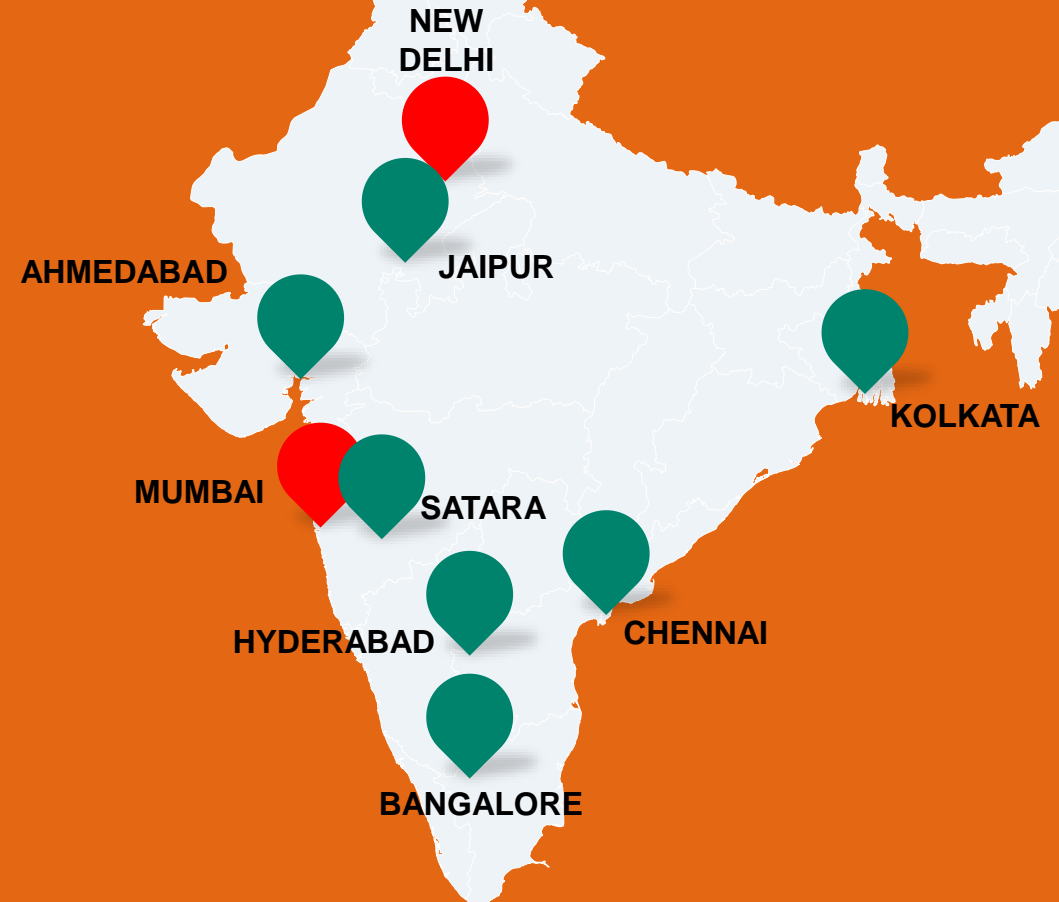 NEW
DELHI
JAIPUR
AHMEDABAD
KOLKATA
MUMBAI
SATARA
CHENNAI
HYDERABAD
BANGALORE